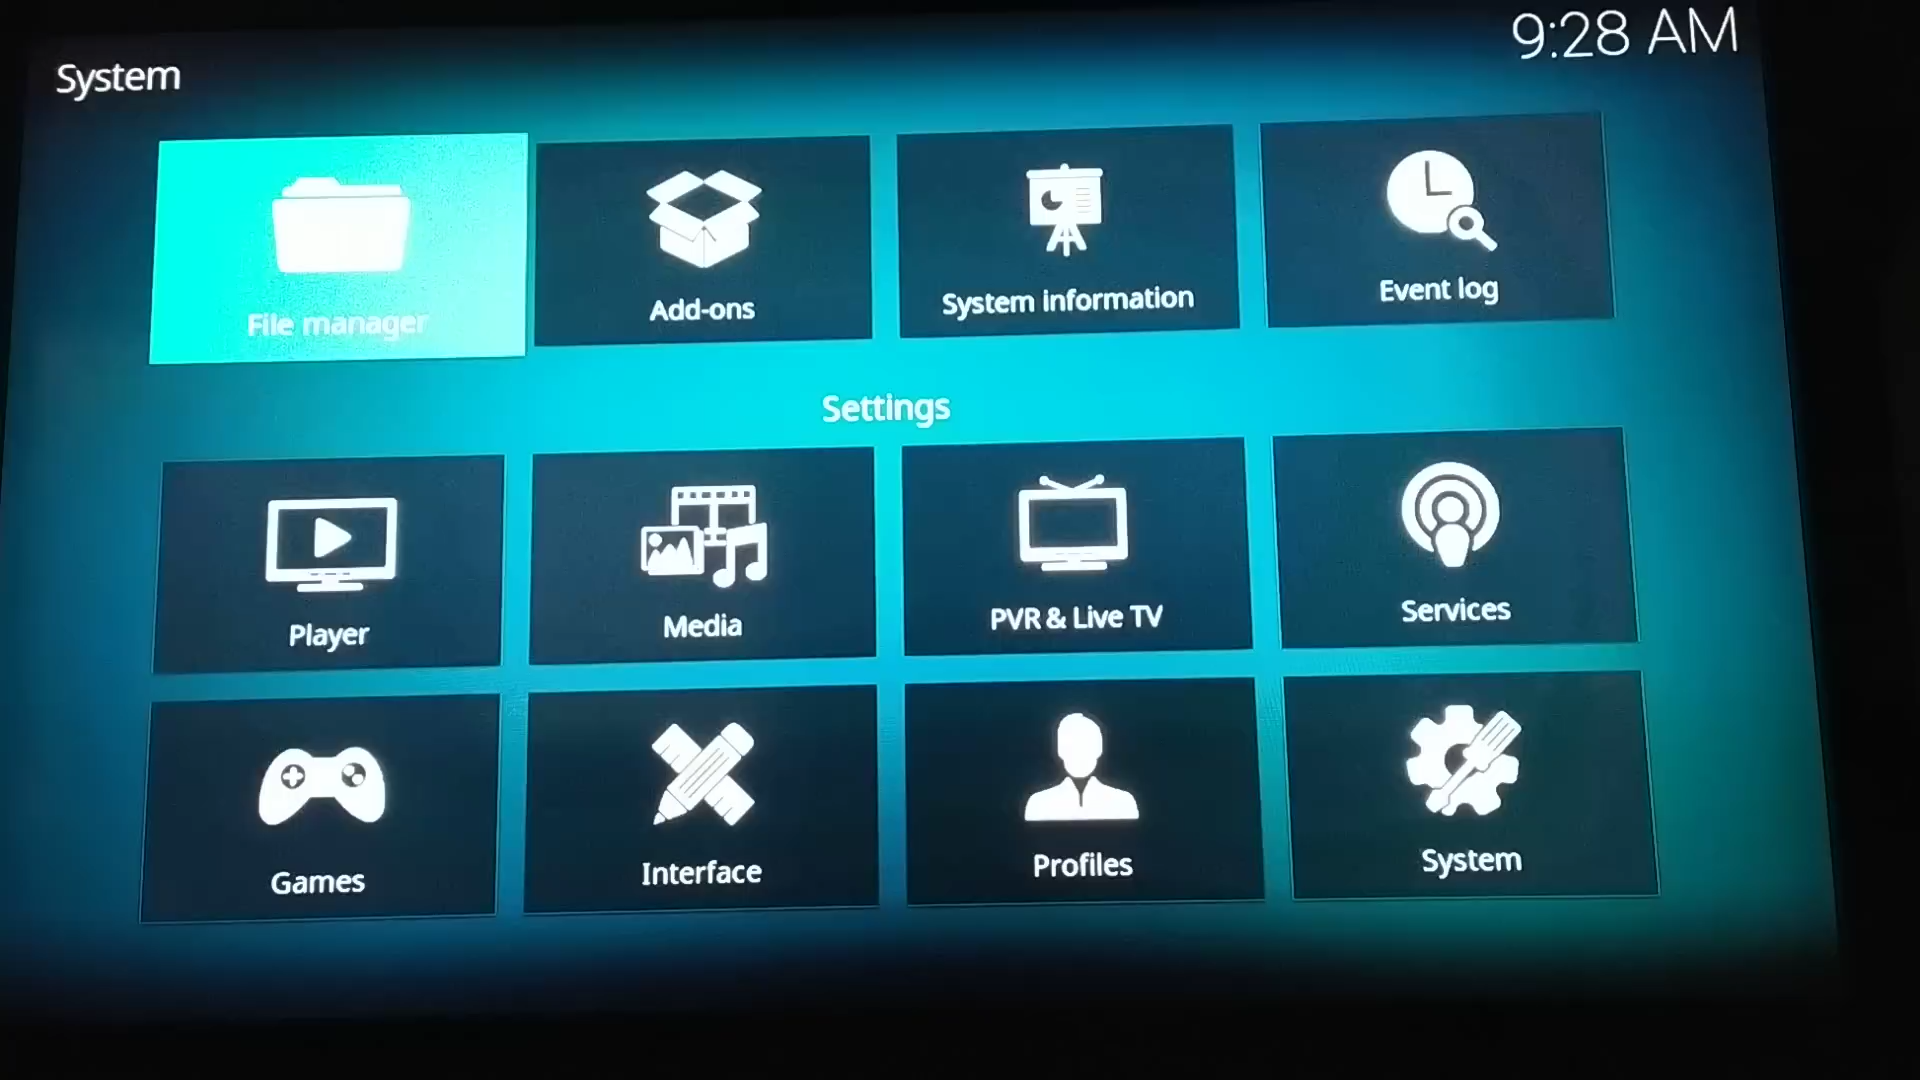 System
9:28 AM
File manager
Add-ons
System information
Event log
Settings
Player
Media
PVR & Live TV
Services
Games
Interface
Profiles
System